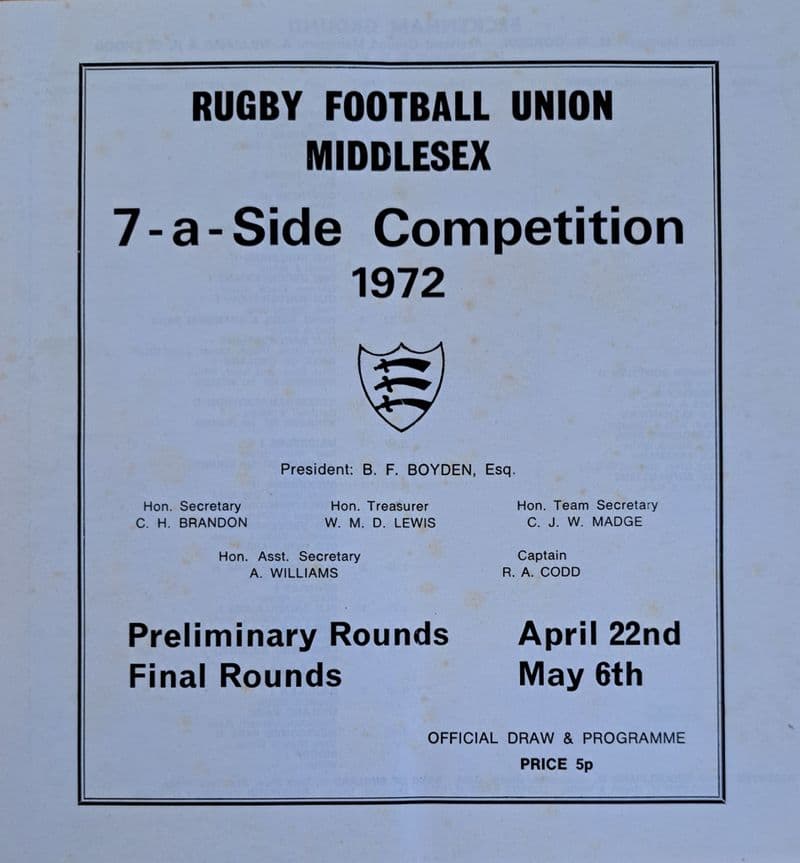 RUGBY FOOTBALL UNION
MIDDLESEX
7-a-Side Competition
1972
President: B. F. BOYDEN, Esq.
Hon. Secretary
C. H. BRANDON
Hon. Treasurer
W. M. D. LEWIS
Hon. Team Secretary
C. J. W. MADGE
Hon. Asst. Secretary
A. WILLIAMS
Captain
R. A. CODD
Preliminary Rounds April 22nd
Final Rounds May 6th
OFFICIAL DRAW & PROGRAMME
PRICE 5p